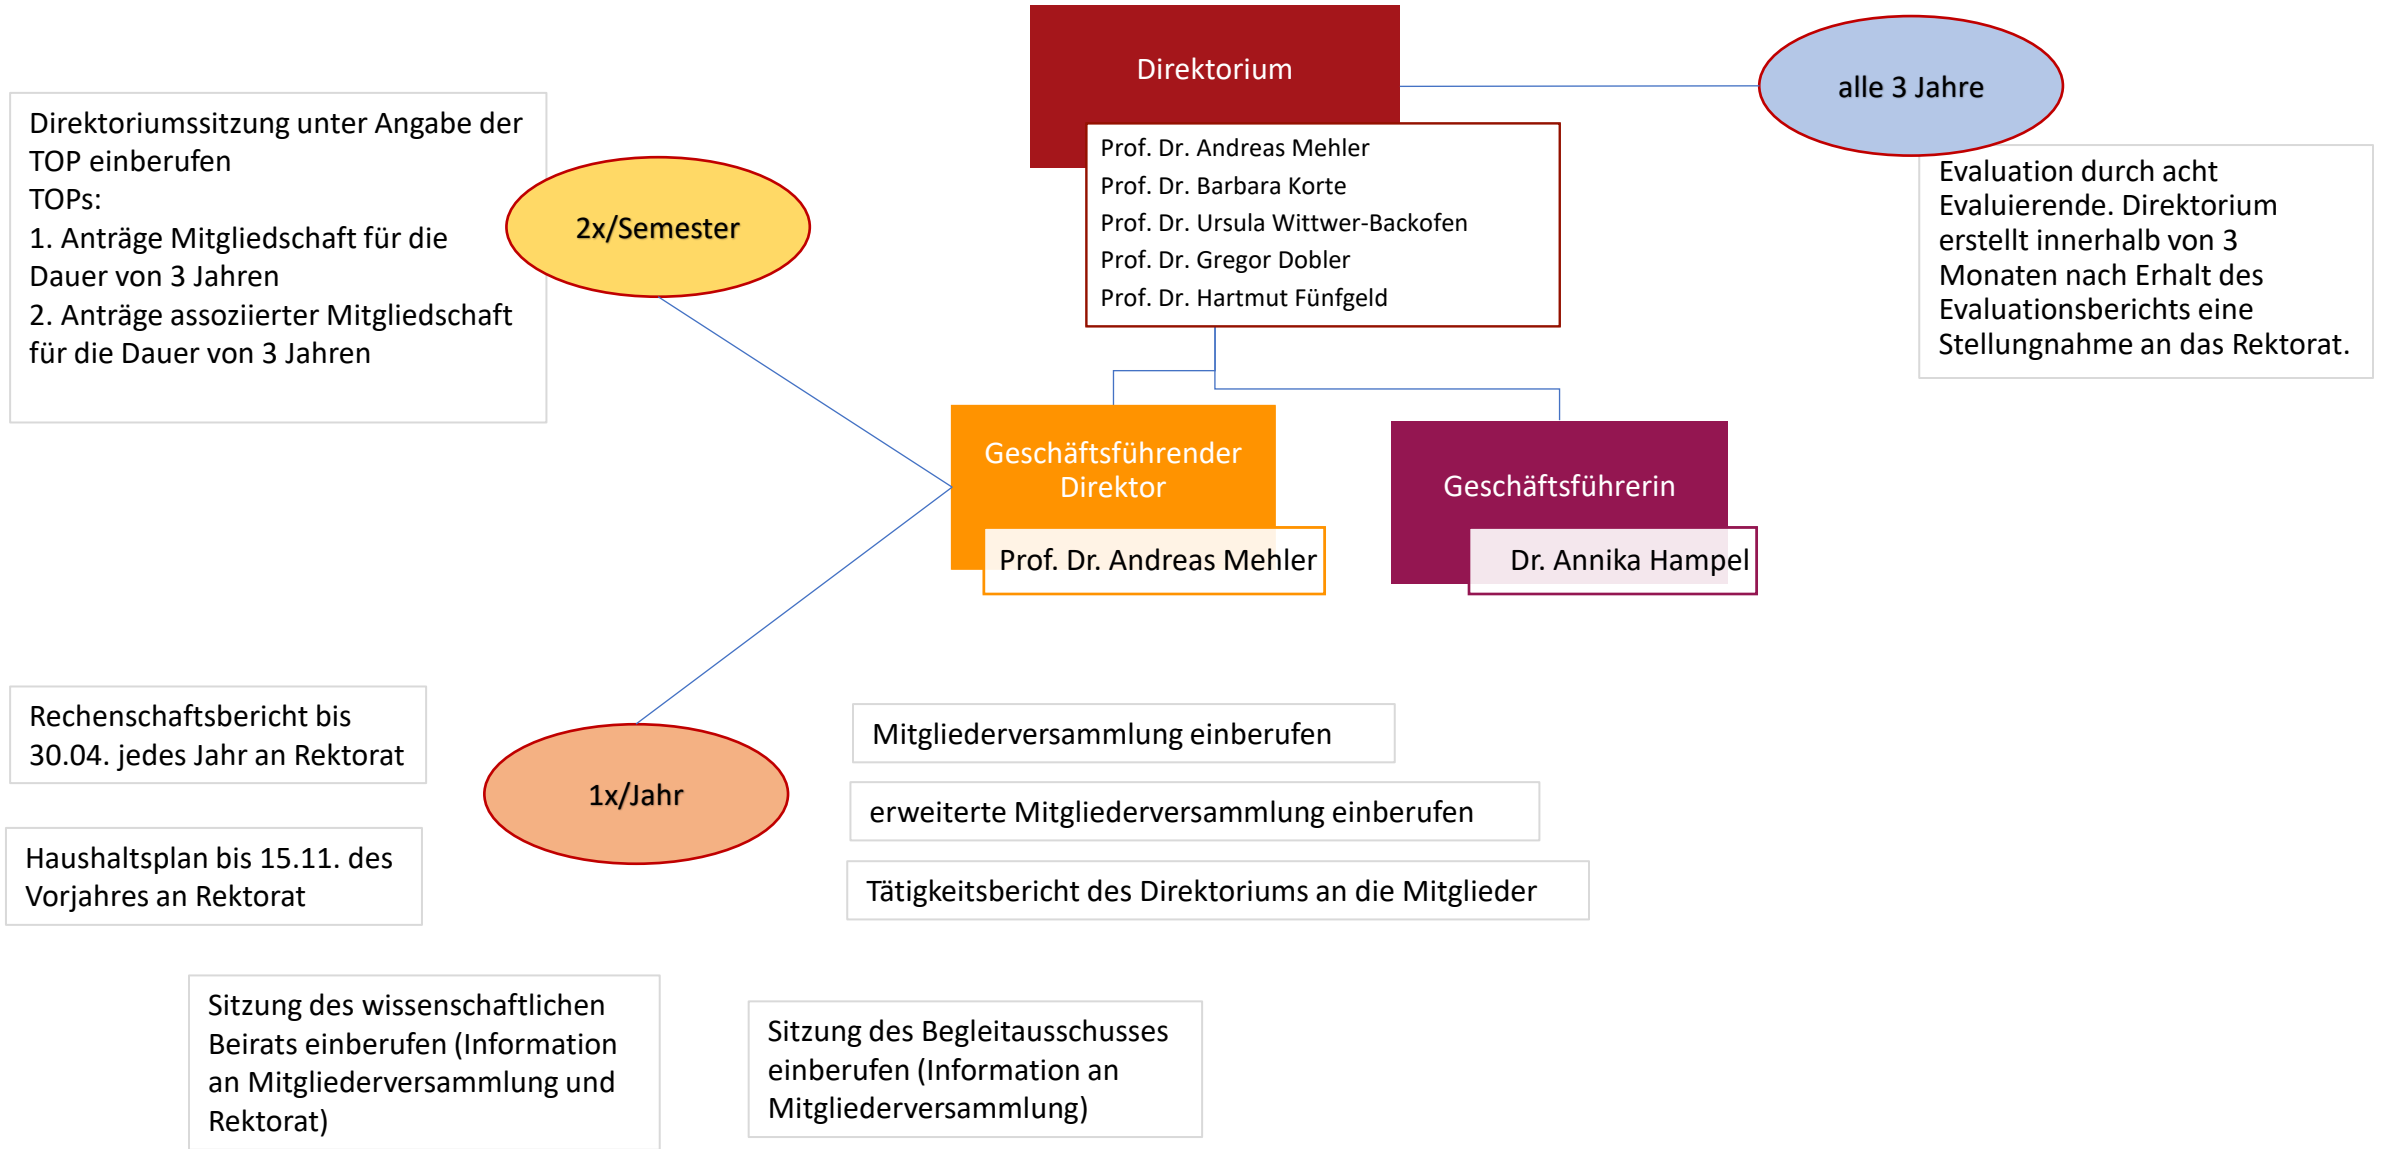 Direktorium
alle 3 Jahre
Prof. Dr. Andreas Mehler
Prof. Dr. Barbara Korte
Prof. Dr. Ursula Wittwer-Backofen
Prof. Dr. Gregor Dobler
Prof. Dr. Hartmut Fünfgeld
Direktoriumssitzung unter Angabe der
TOP einberufen
TOPs:
1. Anträge Mitgliedschaft für die
Dauer von 3 Jahren
2. Anträge assoziierter Mitgliedschaft
für die Dauer von 3 Jahren
2x/Semester
Evaluation durch acht
Evaluierende. Direktorium
erstellt innerhalb von 3
Monaten nach Erhalt des
Evaluationsberichts eine
Stellungnahme an das Rektorat.
Geschäftsführender
Direktor
Prof. Dr. Andreas Mehler
Geschäftsführerin
Dr. Annika Hampel
Rechenschaftsbericht bis
30.04. jedes Jahr an Rektorat
1x/Jahr
Mitgliederversammlung einberufen
erweiterte Mitgliederversammlung einberufen
Haushaltsplan bis 15.11. des
Vorjahres an Rektorat
Tätigkeitsbericht des Direktoriums an die Mitglieder
Sitzung des wissenschaftlichen
Beirats einberufen (Information
an Mitgliederversammlung und
Rektorat)
Sitzung des Begleitausschusses
einberufen (Information an
Mitgliederversammlung)